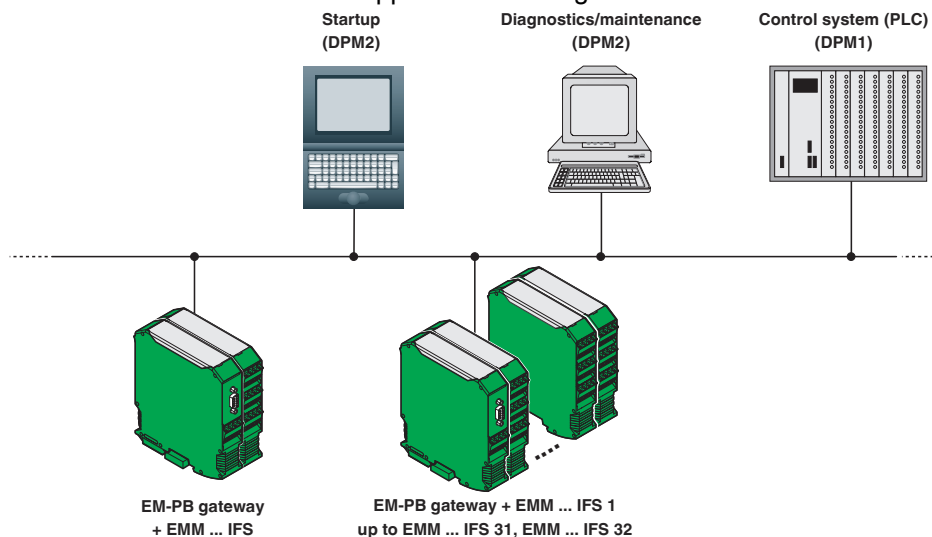 Startup
(DPM2)
Diagnostics/maintenance
(DPM2)
Control system (PLC)
(DPM1)
EM-PB gateway
+ EMM ... IFS
EM-PB gateway + EMM ... IFS 1
up to EMM ... IFS 31, EMM ... IFS 32